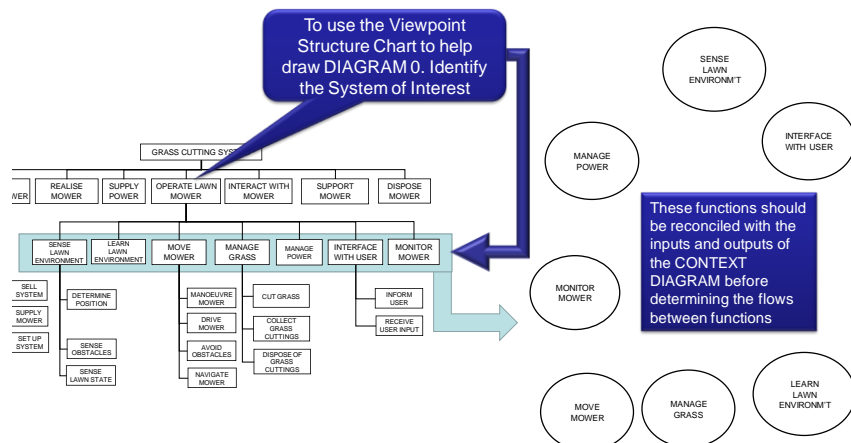 To use the Viewpoint
Structure Chart to help
draw DIAGRAM 0. Identify
the System of Interest
GRASS CUTTING SYSTEM
WER
REALISE
MOWER
SUPPLY
POWER
OPERATE LAWN
MOWER
INTERACT WITH
MOWER
SUPPORT
MOWER
DISPOSE
MOWER
SENSE
LAWN
ENVIRONMENT
LEARN
LAWN
ENVIRONMENT
MOVE
MOWER
MANAGE
GRASS
MANAGE
POWER
INTERFACE
WITH USER
MONITOR
MOWER
SELL
SYSTEM
SUPPLY
MOWER
SET UP
SYSTEM
DETERMINE
POSITION
SENSE
OBSTACLES
SENSE
LAWN STATE
MANOEUVRE
MOWER
DRIVE
MOWER
AVOID
OBSTACLES
NAVIGATE
MOWER
CUT GRASS
COLLECT
GRASS
CUTTINGS
DISPOSE OF
GRASS
CUTTINGS
INFORM
USER
RECEIVE
USER INPUT
SENSE
LAWN
ENVIRONM'T
INTERFACE
WITH USER
MANAGE
POWER
These functions should
be reconciled with the
inputs and outputs of
the CONTEXT
DIAGRAM before
determining the flows
between functions
MONITOR
MOWER
MOVE
MOWER
MANAGE
GRASS
LEARN
LAWN
ENVIRONM'T